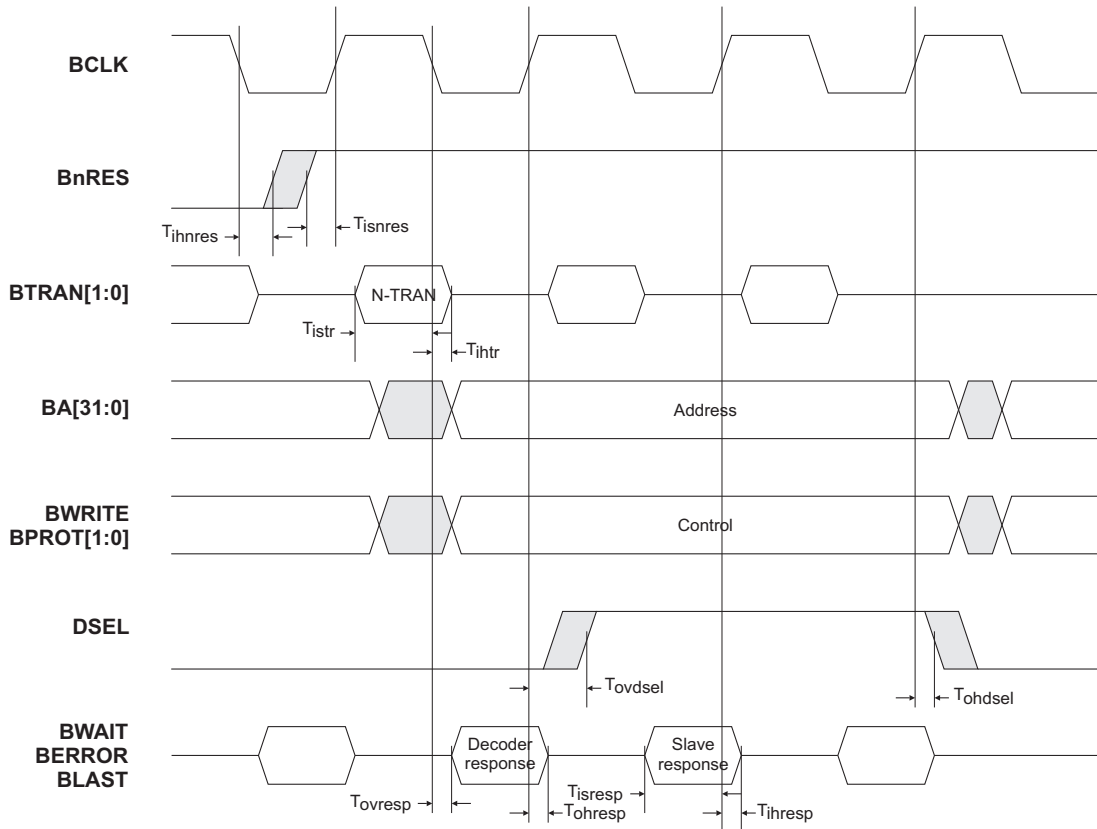 BCLK
BnRES
Tihnres
Tisnres
BTRAN[1:0]
N-TRAN
Tistr
Tihtr
BA[31:0]
Address
BWRITE
BPROT[1:0]
Control
DSEL
Tovdsel
Tohdsel
BWAIT
BERROR
BLAST
Decoder
response
Slave
response
Tovresp
Tohresp
Tisresp
Tihresp